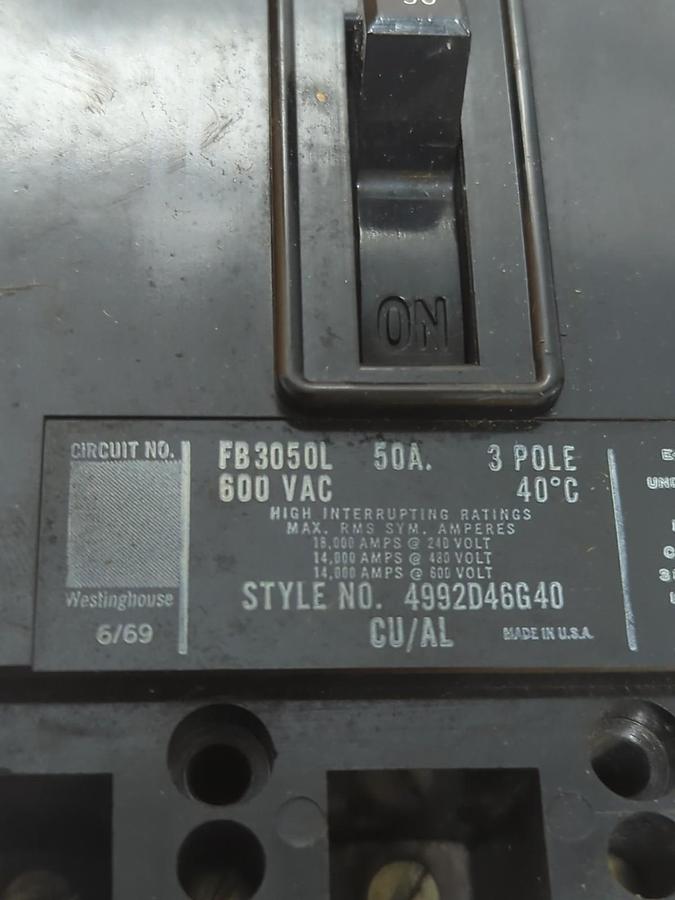 ON
CIRCUIT NO.
Westinghouse
6/69
FB3050L 50A. 3 POLE
600 VAC 40°C
HIGH INTERRUPTING RATINGS
MAX. RMS SYM. AMPERES
18,000 AMPS @ 240 VOLT
14,000 AMPS @ 480 VOLT
14,000 AMPS @ 600 VOLT
STYLE NO. 4992D46G40
CU/AL MADE IN U.S.A.